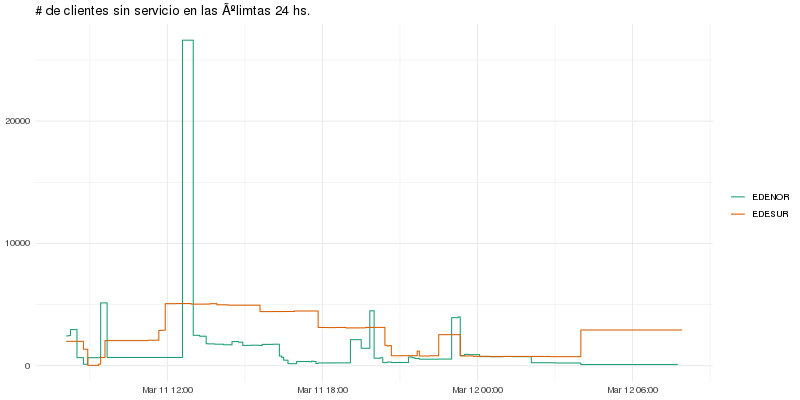 # de clientes sin servicio en las Ãºlimtas 24 hs.
20000
10000
0
Mar 11 12:00
Mar 11 18:00
Mar 12 00:00
Mar 12 06:00
EDENOR
EDESUR